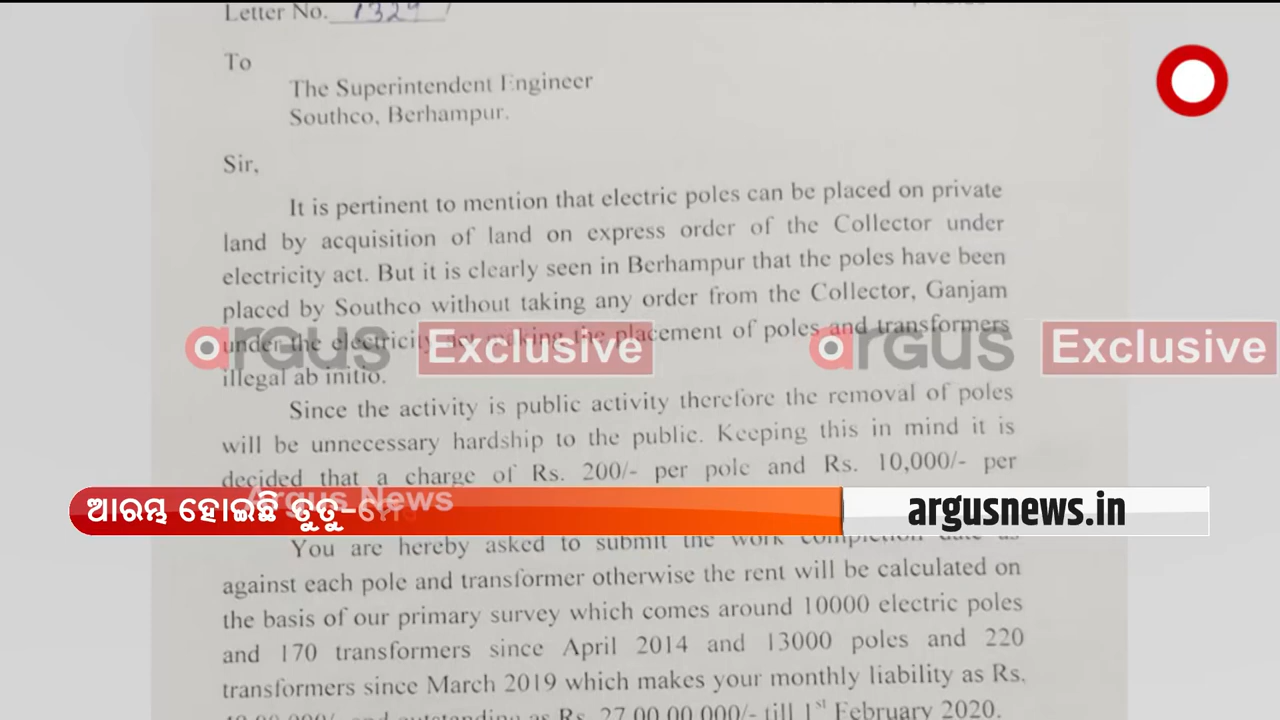 Letter No. 1329
To
The Superintendent Engineer
Southco, Berhampur.
Sir,
It is pertinent to mention that electric poles can be placed on private
land by acquisition of land on express order of the Collector under
electricity act. But it is clearly seen in Berhampur that the poles have been
placed by Southco without taking any order from the Collector, Ganjam
under the electricity act making the placement of poles and transformers
argus Exclusive argus Exclusive
illegal ab initio.
Since the activity is public activity therefore the removal of poles
will be unnecessary hardship to the public. Keeping this in mind it is
decided that a charge of Rs. 200/- per pole and Rs. 10,000/- per
Argus News
ଆରମ୍ଭ ହୋଇଛି ତୁତୁ-ମେ
argusnews.in
You are hereby asked to submit the work completion date as
against each pole and transformer otherwise the rent will be calculated on
the basis of our primary survey which comes around 10000 electric poles
and 170 transformers since April 2014 and 13000 poles and 220
transformers since March 2019 which makes your monthly liability as Rs.
and outstanding as Rs. 27,00,00,000/- till 1st February 2020.